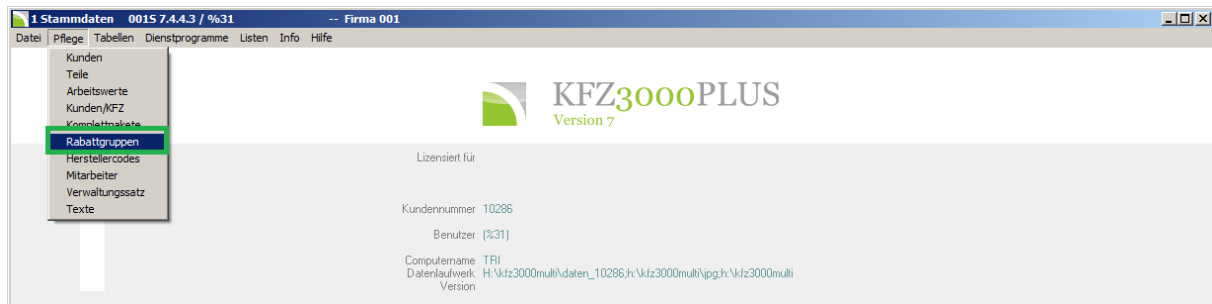 1 Stammdaten 001S 7.4.4.3 / %31 -- Firma 001
Datei Pflege Tabellen Dienstprogramme Listen Info Hilfe
Kunden
Teile
Arbeitswerte
Kunden/KFZ
Komplettpakete
Rabattgruppen
Herstellercodes
Mitarbeiter
Verwaltungssatz
Texte
KFZ3000PLUS
Version 7
Lizensiert für
Kundennummer 10286
Benutzer (%31)
Computername TRI
Datenlaufwerk H:\kfz3000multi\daten_10286;h:\kfz3000multi\jpg;h:\kfz3000multi
Version